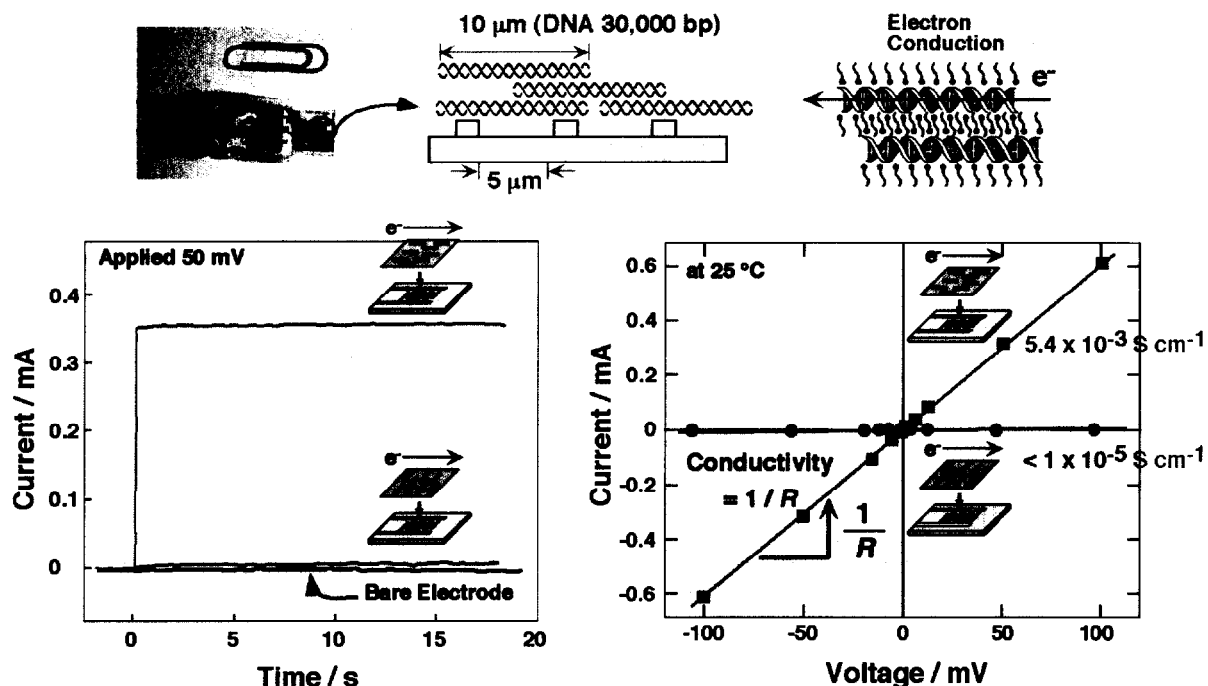 10 μm (DNA 30,000 bp)
5 μm
Electron
Conduction
e⁻
Applied 50 mV
e⁻
e⁻
Bare Electrode
Current / mA
0.4
0.3
0.2
0.1
0
0
5
10
15
20
Time / s
at 25 °C
e⁻
5.4 x 10⁻³ S cm⁻¹
e⁻
< 1 x 10⁻⁵ S cm⁻¹
Conductivity
= 1 / R
1
R
Current / mA
0.6
0.4
0.2
0
-0.2
-0.4
-0.6
-100
-50
0
50
100
Voltage / mV